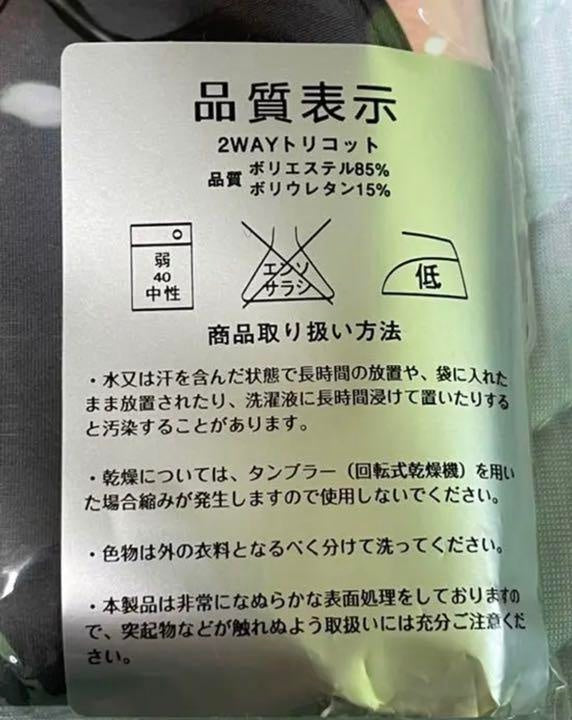 品質表示
2WAYトリコット
品質 ポリエステル85%
ポリウレタン15%
弱
40
中性
エンソ
サラシ
低
商品取り扱い方法
・水又は汗を含んだ状態で長時間の放置や、袋に入れた
まま放置されたり、洗濯液に長時間浸けて置いたりする
と汚染することがあります。
・乾燥については、タンブラー（回転式乾燥機）を用い
た場合縮みが発生しますので使用しないでください。
・色物は外の衣料となるべく分けて洗ってください。
・本製品は非常になぬらかな表面処理をしておりますの
で、突起物などが触れぬよう取扱いには充分ご注意くだ
さい。